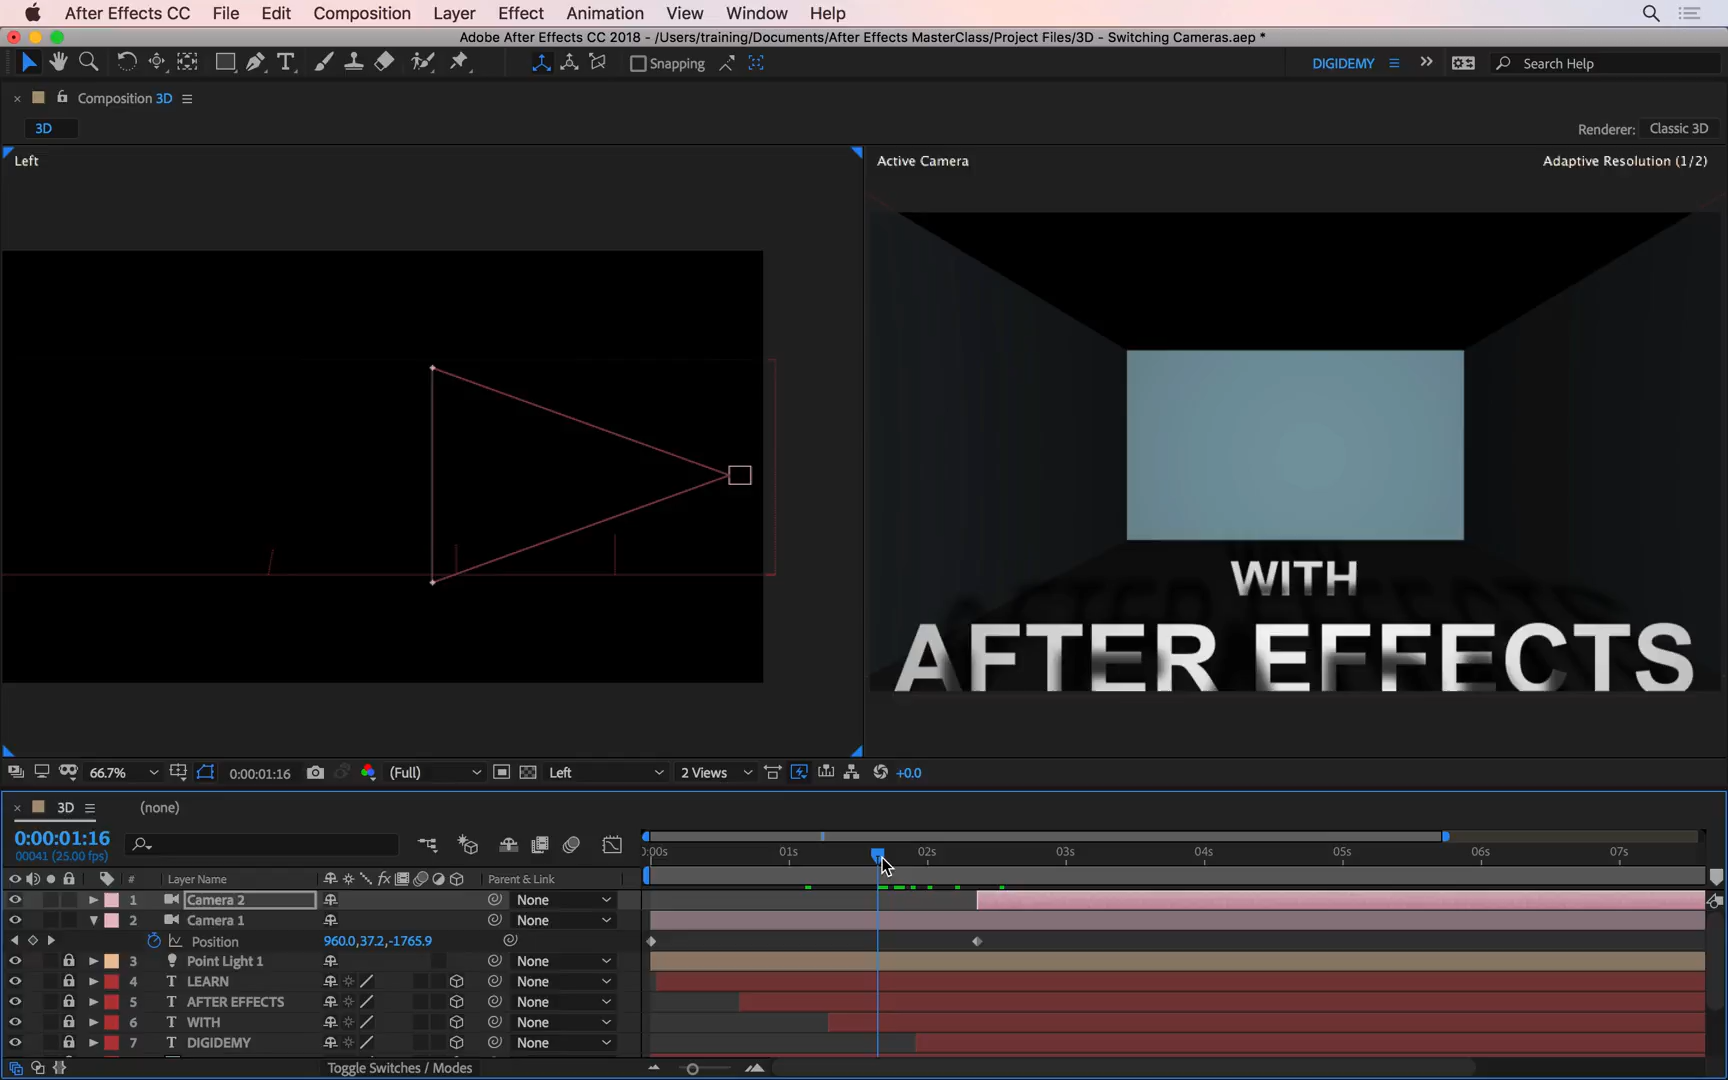 After Effects CC File Edit Composition Layer Effect Animation View Window Help
Adobe After Effects CC 2018 - /Users/training/Documents/After Effects MasterClass/Project Files/3D - Switching Cameras.aep *
Snapping DIGIDEMY Search Help
Composition 3D
3D Renderer: Classic 3D
Left Active Camera Adaptive Resolution (1/2)
WITH
AFTER EFFECTS
66.7% 0:00:01:16 (Full) Left 2 Views +0.0
3D (none)
0:00:01:16
00041 (25.00 fps)
:00s 01s 02s 03s 04s 05s 06s 07s
# Layer Name fx Parent & Link
1 Camera 2 None
2 Camera 1 None
Position 960.0,37.2,-1765.9
3 Point Light 1 None
4 T LEARN None
5 T AFTER EFFECTS None
6 T WITH None
7 T DIGIDEMY None
Toggle Switches / Modes